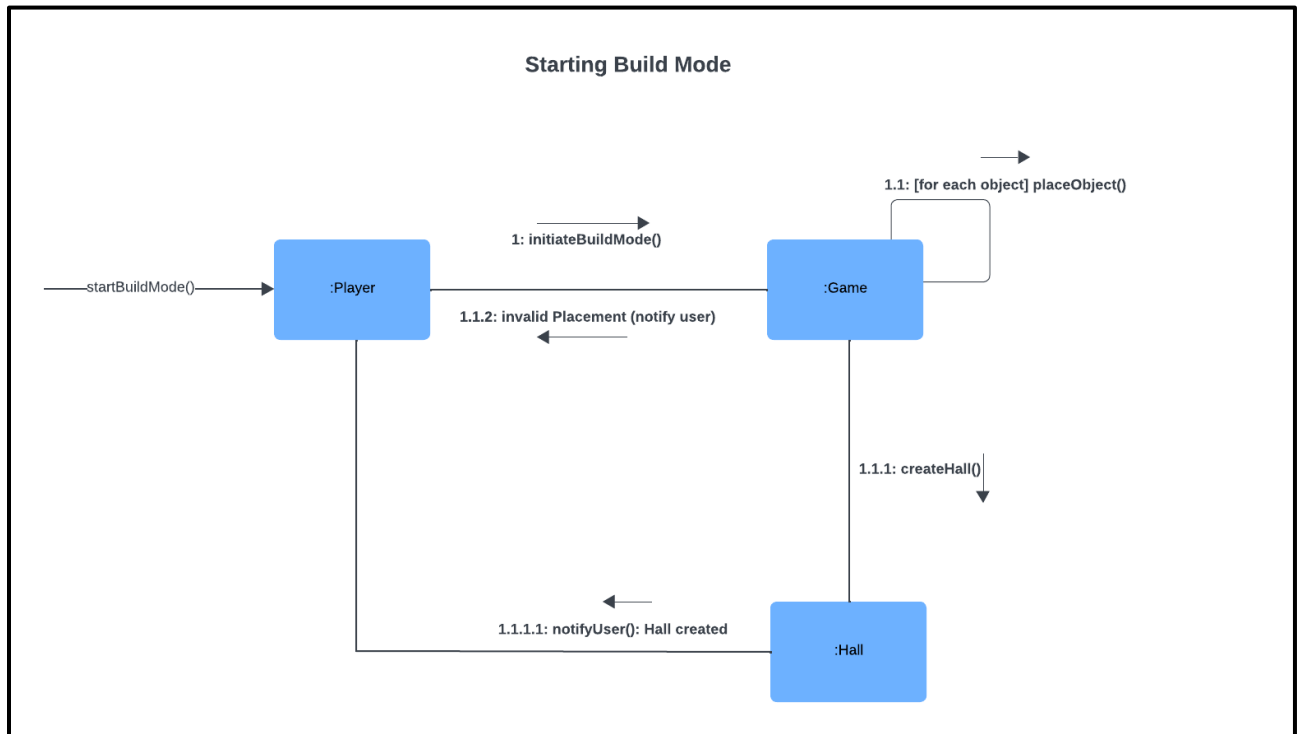 Starting Build Mode
1.1: [for each object] placeObject()
1: initiateBuildMode()
startBuildMode()
:Player
:Game
1.1.2: invalid Placement (notify user)
1.1.1: createHall()
1.1.1.1: notifyUser(): Hall created
:Hall